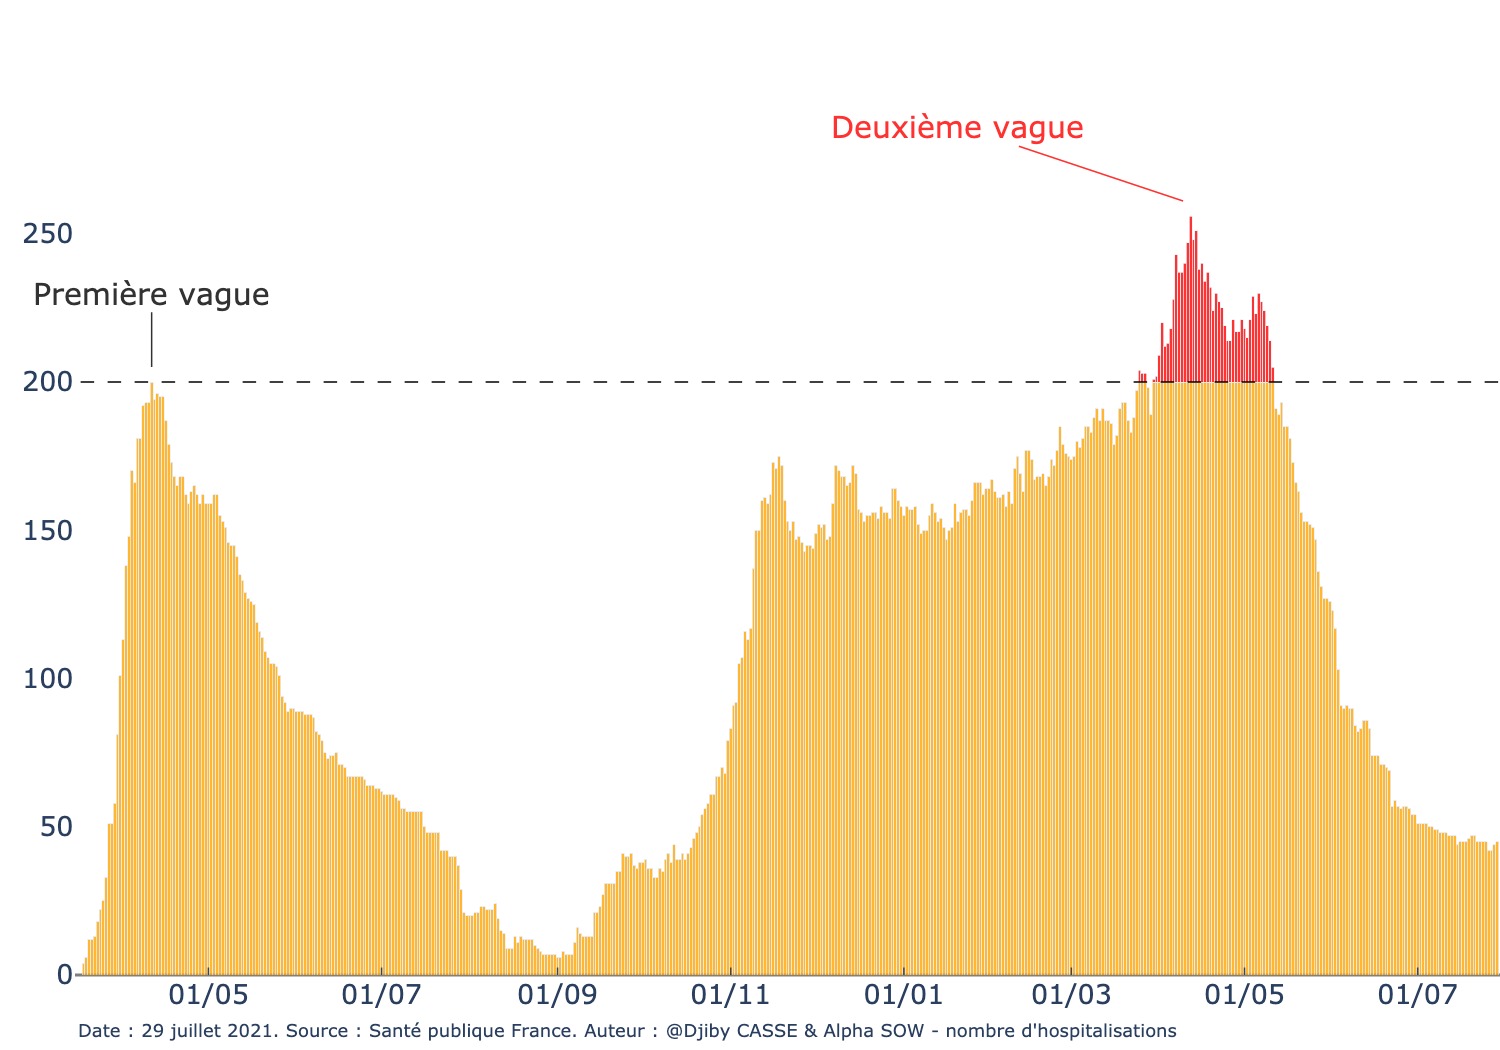 Deuxième vague
250
Première vague
200
150
100
50
0
01/05 01/07 01/09 01/11 01/01 01/03 01/05 01/07
Date : 29 juillet 2021. Source : Santé publique France. Auteur : @Djiby CASSE & Alpha SOW - nombre d'hospitalisations